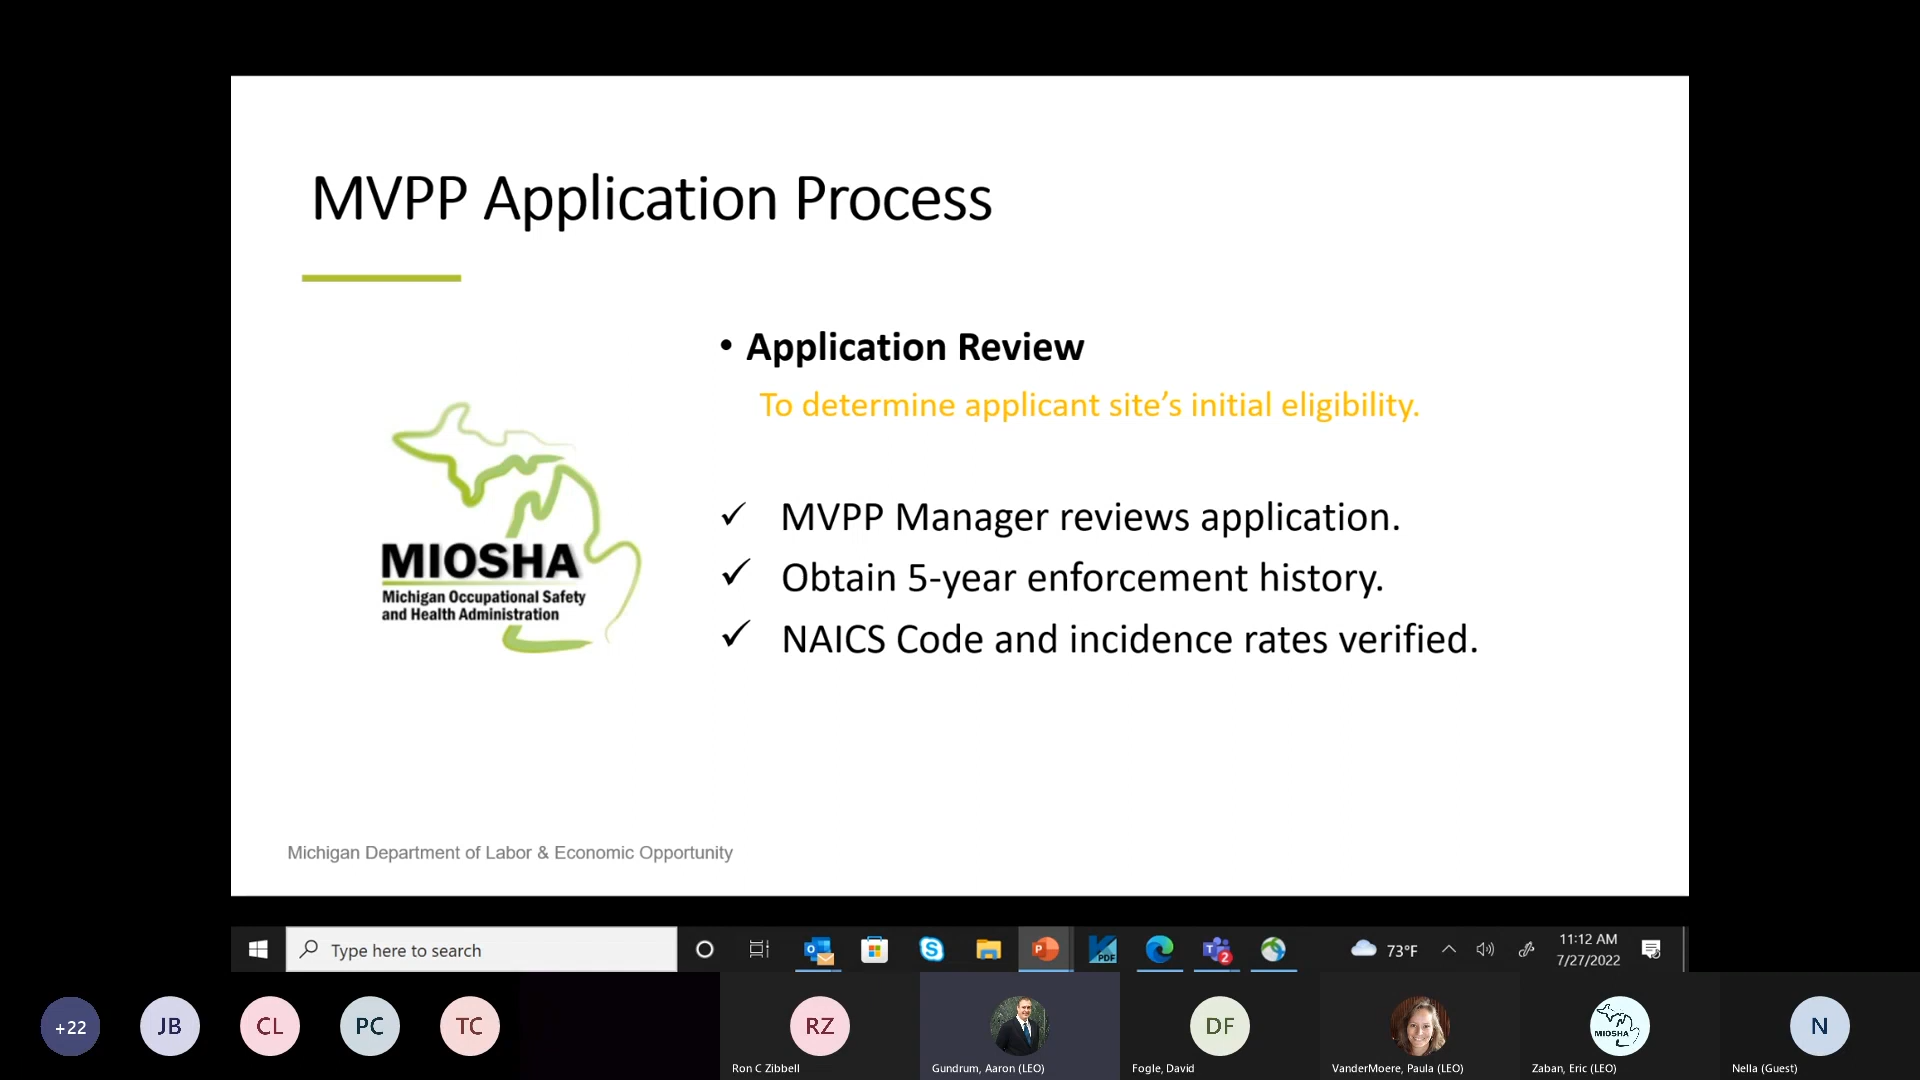 MVPP Application Process
• Application Review
To determine applicant site’s initial eligibility.
✓ MVPP Manager reviews application.
✓ Obtain 5-year enforcement history.
✓ NAICS Code and incidence rates verified.
MIOSHA
Michigan Occupational Safety
and Health Administration
Michigan Department of Labor & Economic Opportunity
Type here to search
PDF
2
73°F
11:12 AM
7/27/2022
+22
JB
CL
PC
TC
RZ
Ron C Zibbell
Gundrum, Aaron (LEO)
DF
Fogle, David
VanderMoere, Paula (LEO)
MIOSHA
Zaban, Eric (LEO)
N
Nella (Guest)